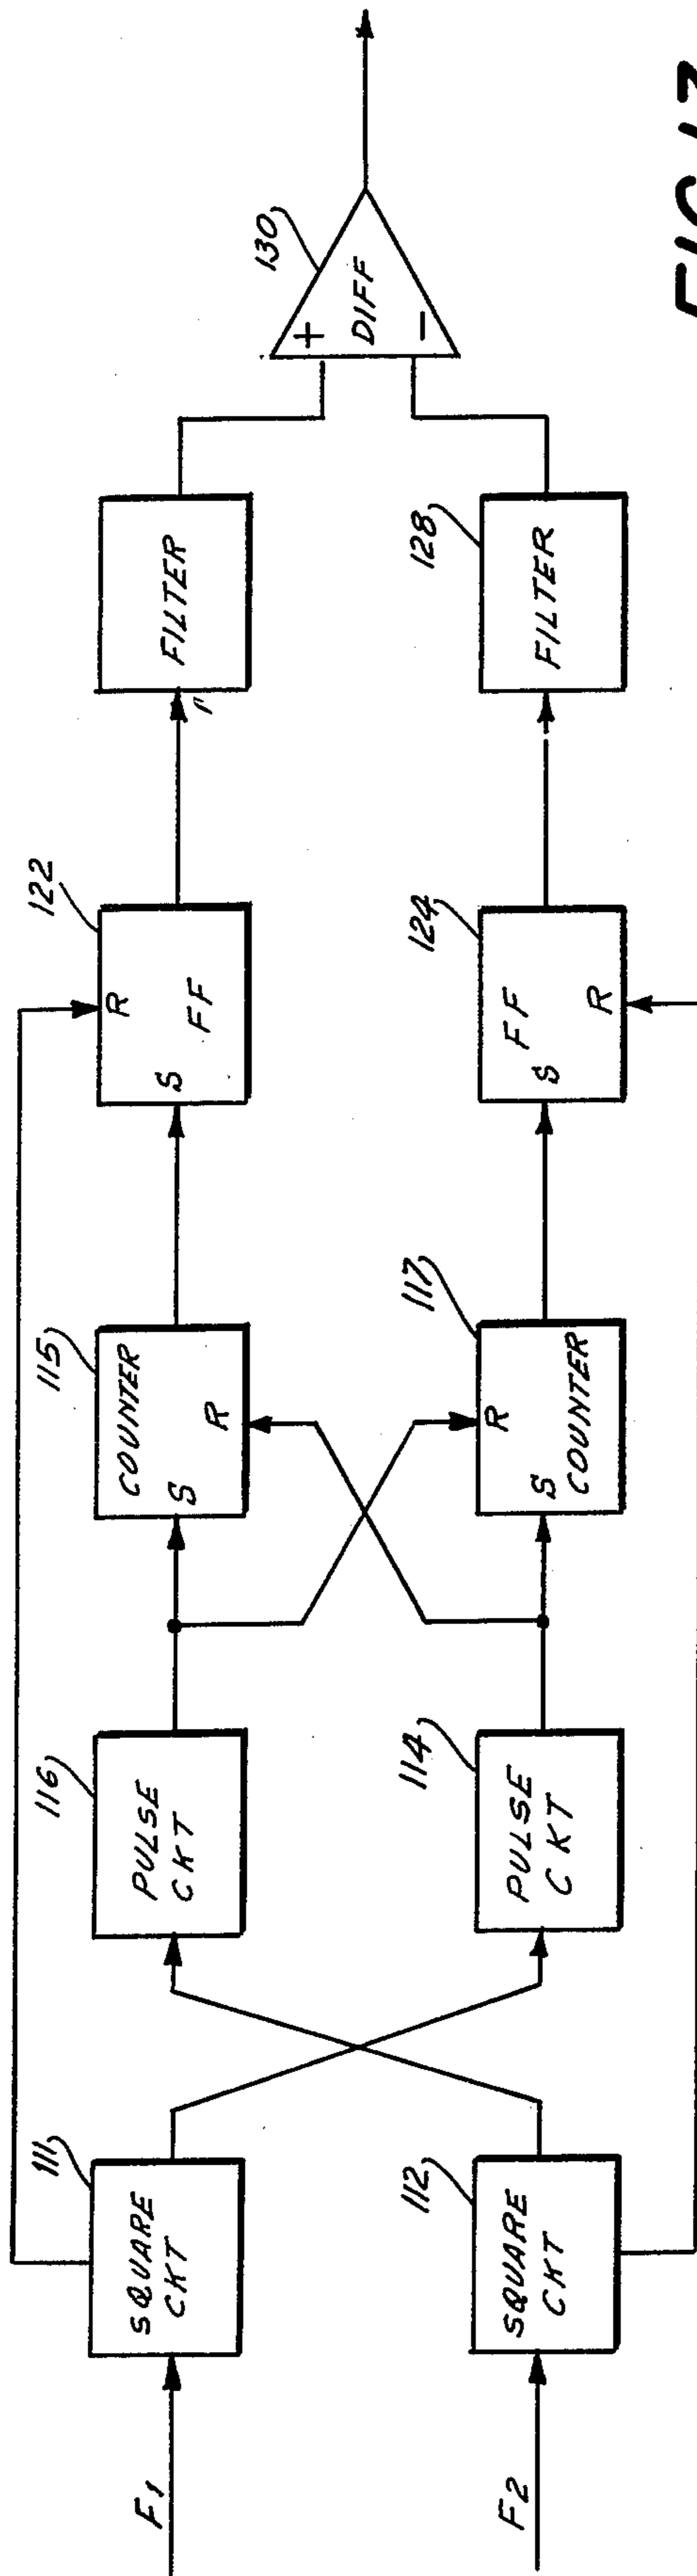 F1
111
SQUARE
CKT
116
PULSE
CKT
115
COUNTER
S
R
122
R
S
FF
FILTER
130
+
DIFF
−
F2
112
SQUARE
CKT
114
PULSE
CKT
117
R
S
COUNTER
124
FF
S
R
128
FILTER
FIG